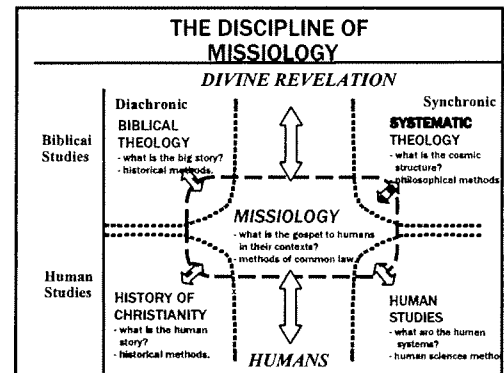 THE DISCIPLINE OF
MISSIOLOGY
DIVINE REVELATION
Diachronic
Synchronic
Biblical
Studies
BIBLICAL
THEOLOGY
- what is the big story?
- historical methods.
SYSTEMATIC
THEOLOGY
- what is the cosmic
structure?
- philosophical methods
MISSIOLOGY
- what is the gospel to humans
in their contexts?
- methods of common law
Human
Studies
HISTORY OF
CHRISTIANITY
- what is the human
story?
- historical methods.
HUMAN
STUDIES
- what are the human
systems?
- human sciences metho
HUMANS